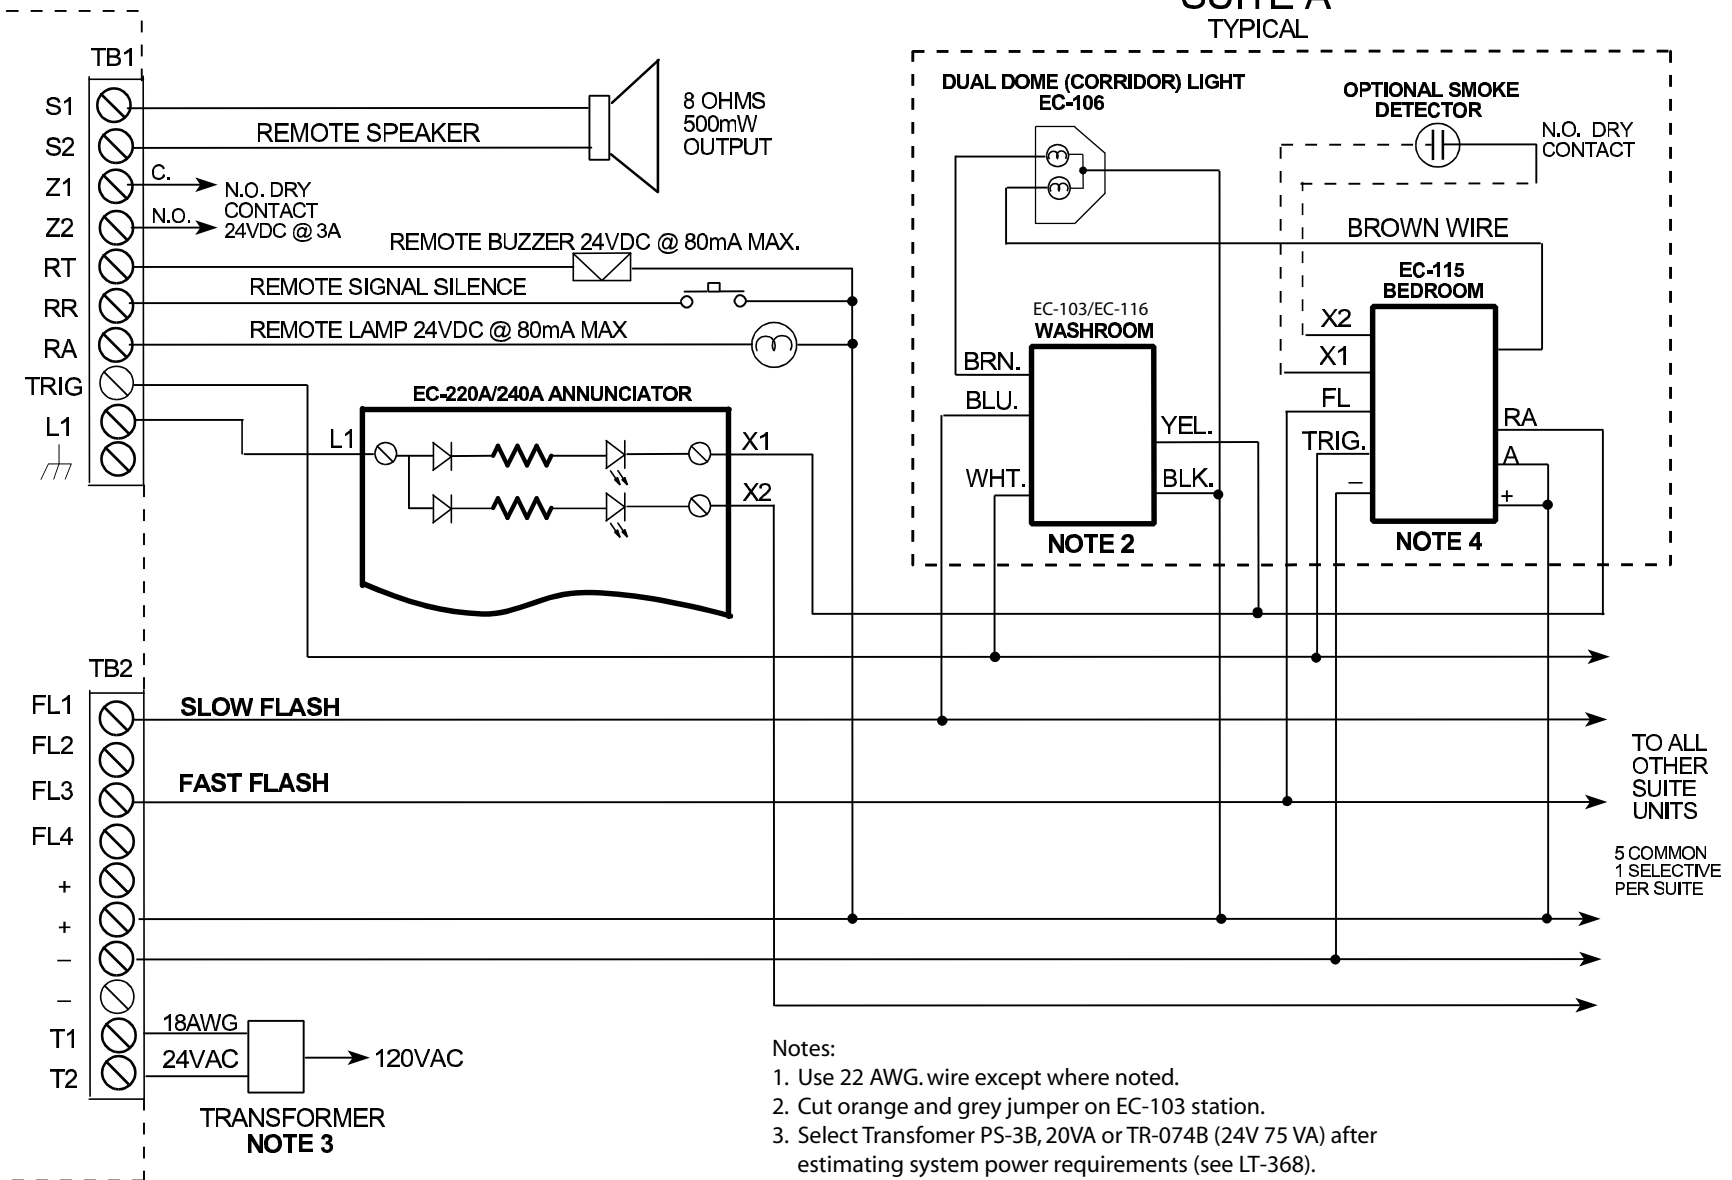 SUITE A
TYPICAL
TB1
S1
S2
Z1
Z2
RT
RR
RA
TRIG
L1
REMOTE SPEAKER
8 OHMS
500mW
OUTPUT
C.
N.O.
N.O. DRY
CONTACT
24VDC @ 3A
REMOTE BUZZER 24VDC @ 80mA MAX.
REMOTE SIGNAL SILENCE
REMOTE LAMP 24VDC @ 80mA MAX
EC-220A/240A ANNUNCIATOR
L1
X1
X2
DUAL DOME (CORRIDOR) LIGHT
EC-106
OPTIONAL SMOKE
DETECTOR
N.O. DRY
CONTACT
BROWN WIRE
EC-103/EC-116
WASHROOM
BRN.
BLU.
WHT.
YEL.
BLK.
NOTE 2
EC-115
BEDROOM
X2
X1
FL
TRIG.
–
RA
A
+
NOTE 4
TB2
FL1
FL2
FL3
FL4
+
+
–
–
T1
T2
SLOW FLASH
FAST FLASH
TO ALL
OTHER
SUITE
UNITS
5 COMMON
1 SELECTIVE
PER SUITE
18AWG
24VAC
120VAC
TRANSFORMER
NOTE 3
Notes:
1. Use 22 AWG. wire except where noted.
2. Cut orange and grey jumper on EC-103 station.
3. Select Transfomer PS-3B, 20VA or TR-074B (24V 75 VA) after
estimating system power requirements (see LT-368).